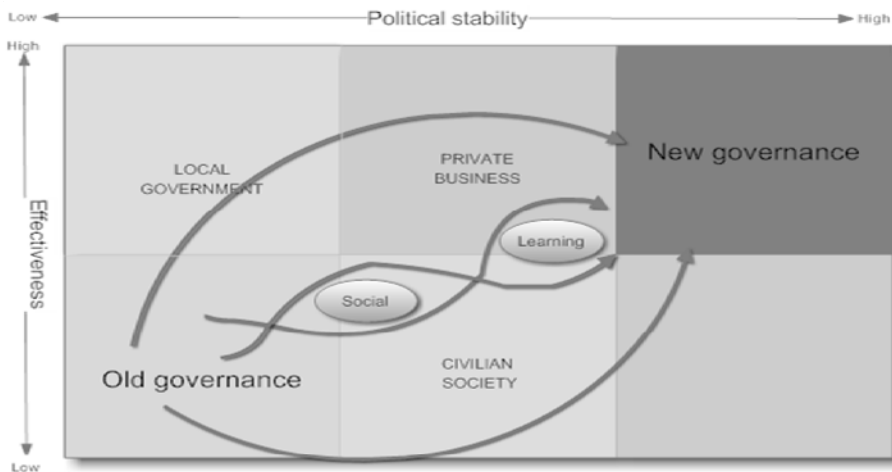 Low
Political stability
High
High
LOCAL
GOVERNMENT
PRIVATE
BUSINESS
New governance
Effectiveness
Learning
Social
Old governance
CIVILIAN
SOCIETY
Low